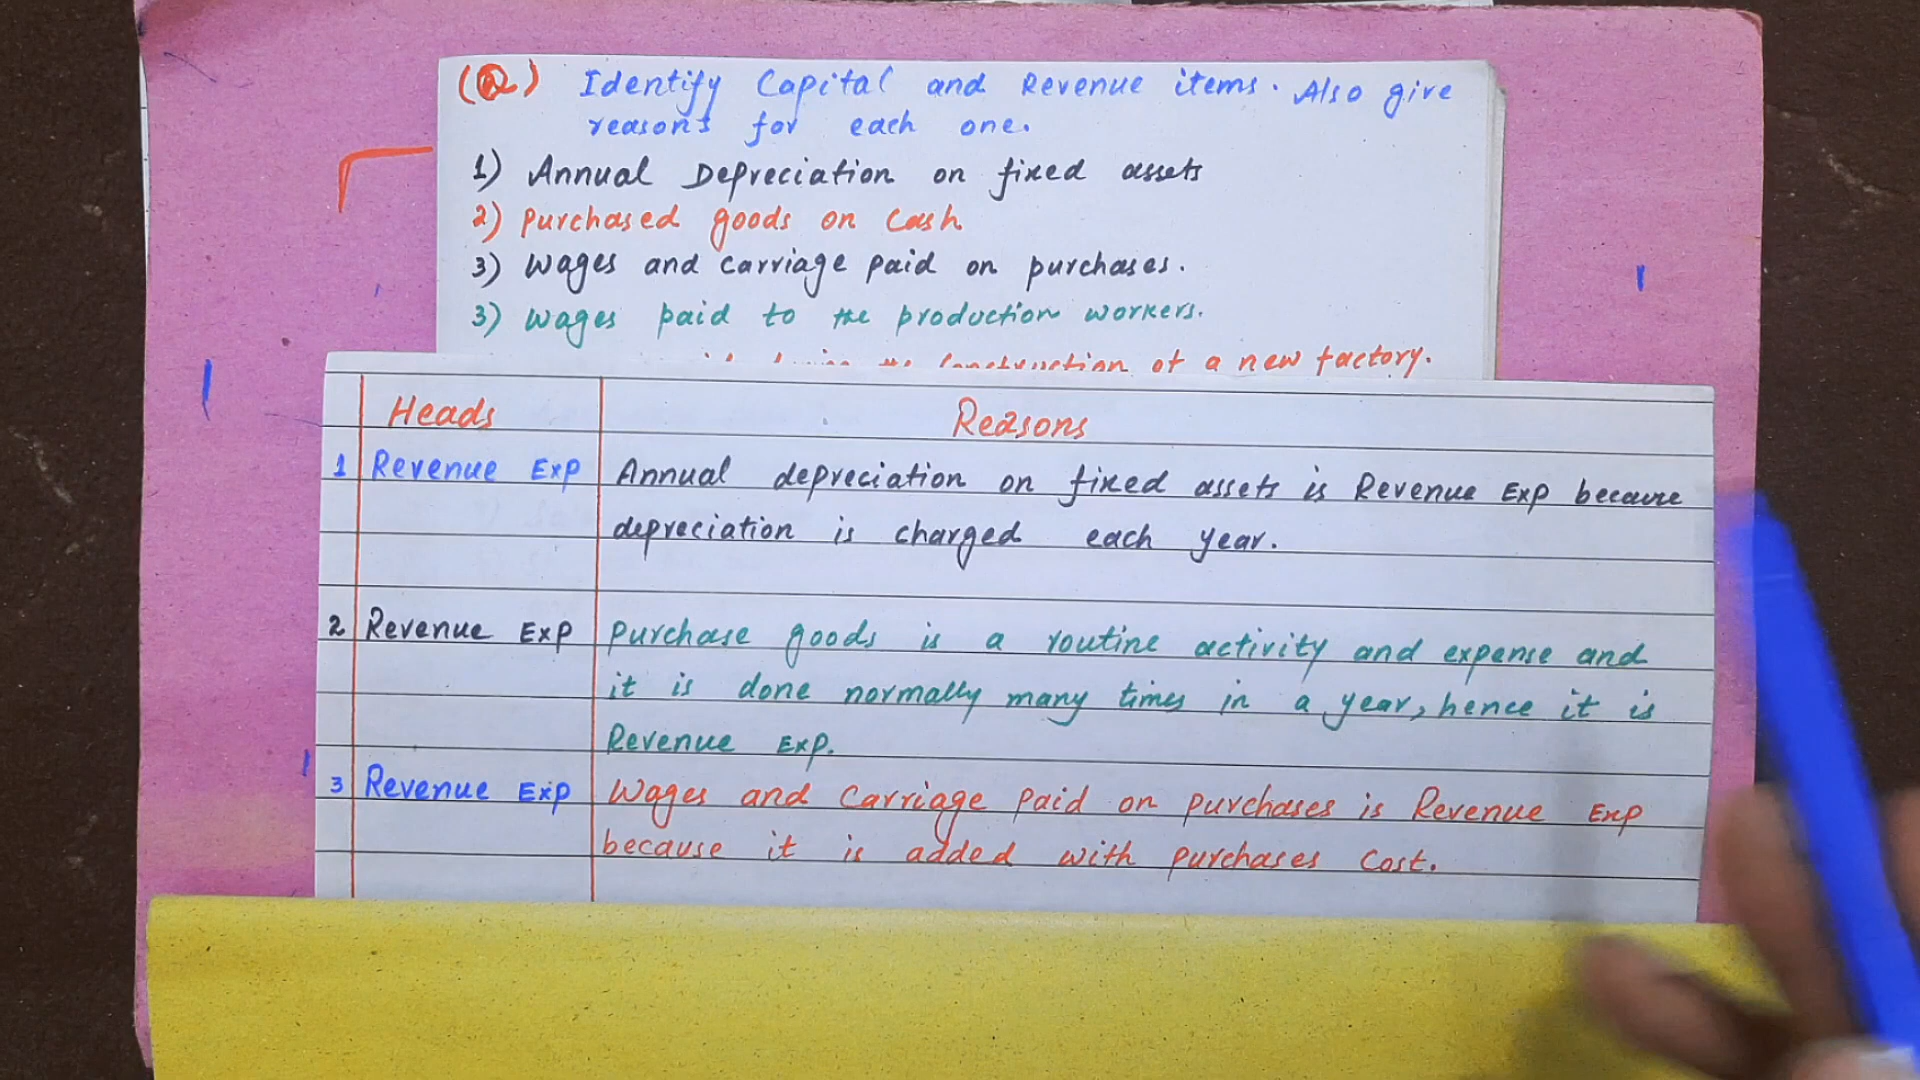 (Q) Identify Capital and Revenue items. Also give
reasons for each one.
1) Annual Depreciation on fixed assets
2) Purchased goods on Cash
3) Wages and carriage paid on purchases.
3) Wages paid to the production workers.
the Construction of a new factory.
Heads Reasons
1 Revenue Exp Annual depreciation on fixed assets is Revenue Exp because
depreciation is charged each year.
2 Revenue Exp Purchase goods is a routine activity and expense and
it is done normally many times in a year, hence it is
Revenue Exp.
3 Revenue Exp Wages and Carriage Paid on purchases is Revenue Exp
because it is added with purchases Cost.